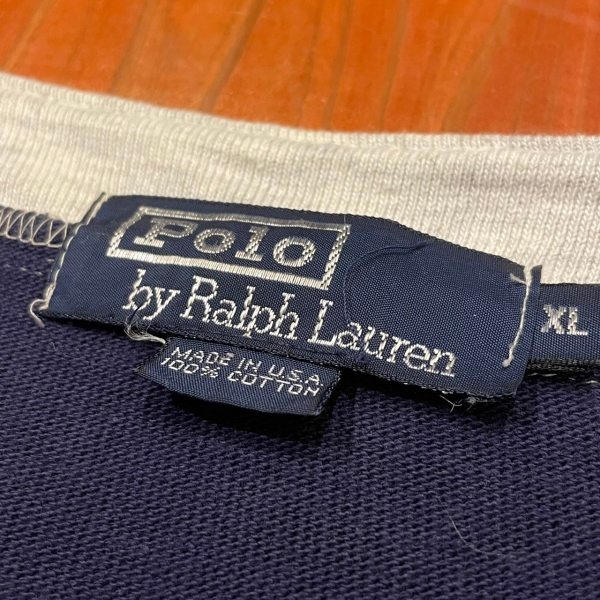 Polo
by Ralph Lauren
XL
MADE IN U.S.A.
100% COTTON